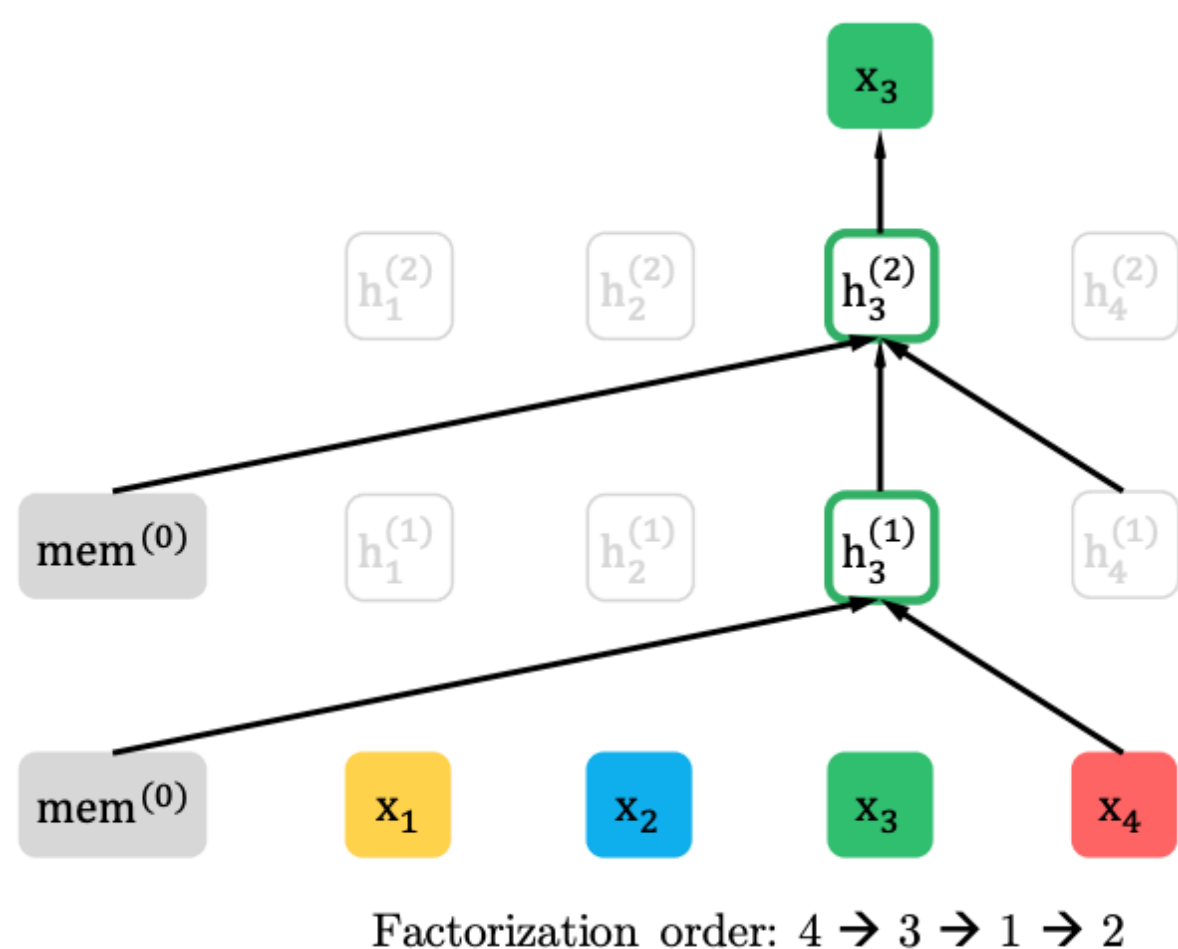 x₃
h₁⁽²⁾ h₂⁽²⁾ h₃⁽²⁾ h₄⁽²⁾
mem⁽⁰⁾ h₁⁽¹⁾ h₂⁽¹⁾ h₃⁽¹⁾ h₄⁽¹⁾
mem⁽⁰⁾ x₁ x₂ x₃ x₄
Factorization order: 4 → 3 → 1 → 2